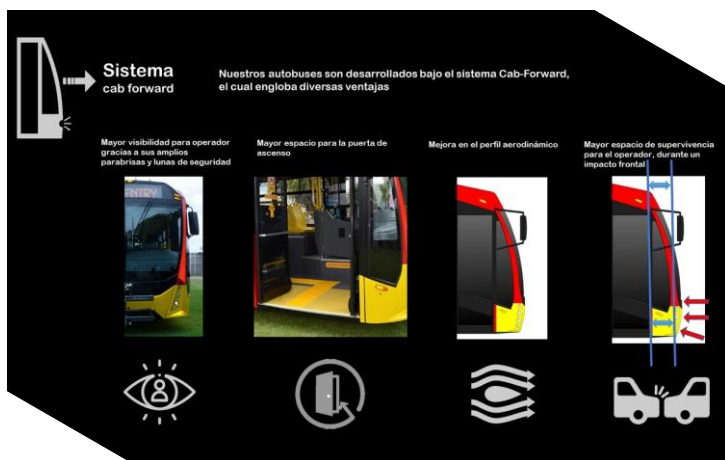 Sistema
cab forward
Nuestros autobuses son desarrollados bajo el sistema Cab-Forward,
el cual engloba diversas ventajas
Mayor visibilidad para operador
gracias a sus amplios
parabrisas y lunas de seguridad
Mayor espacio para la puerta de
ascenso
Mejora en el perfil aerodinámico
Mayor espacio de supervivencia
para el operador, durante un
impacto frontal
ENTRY